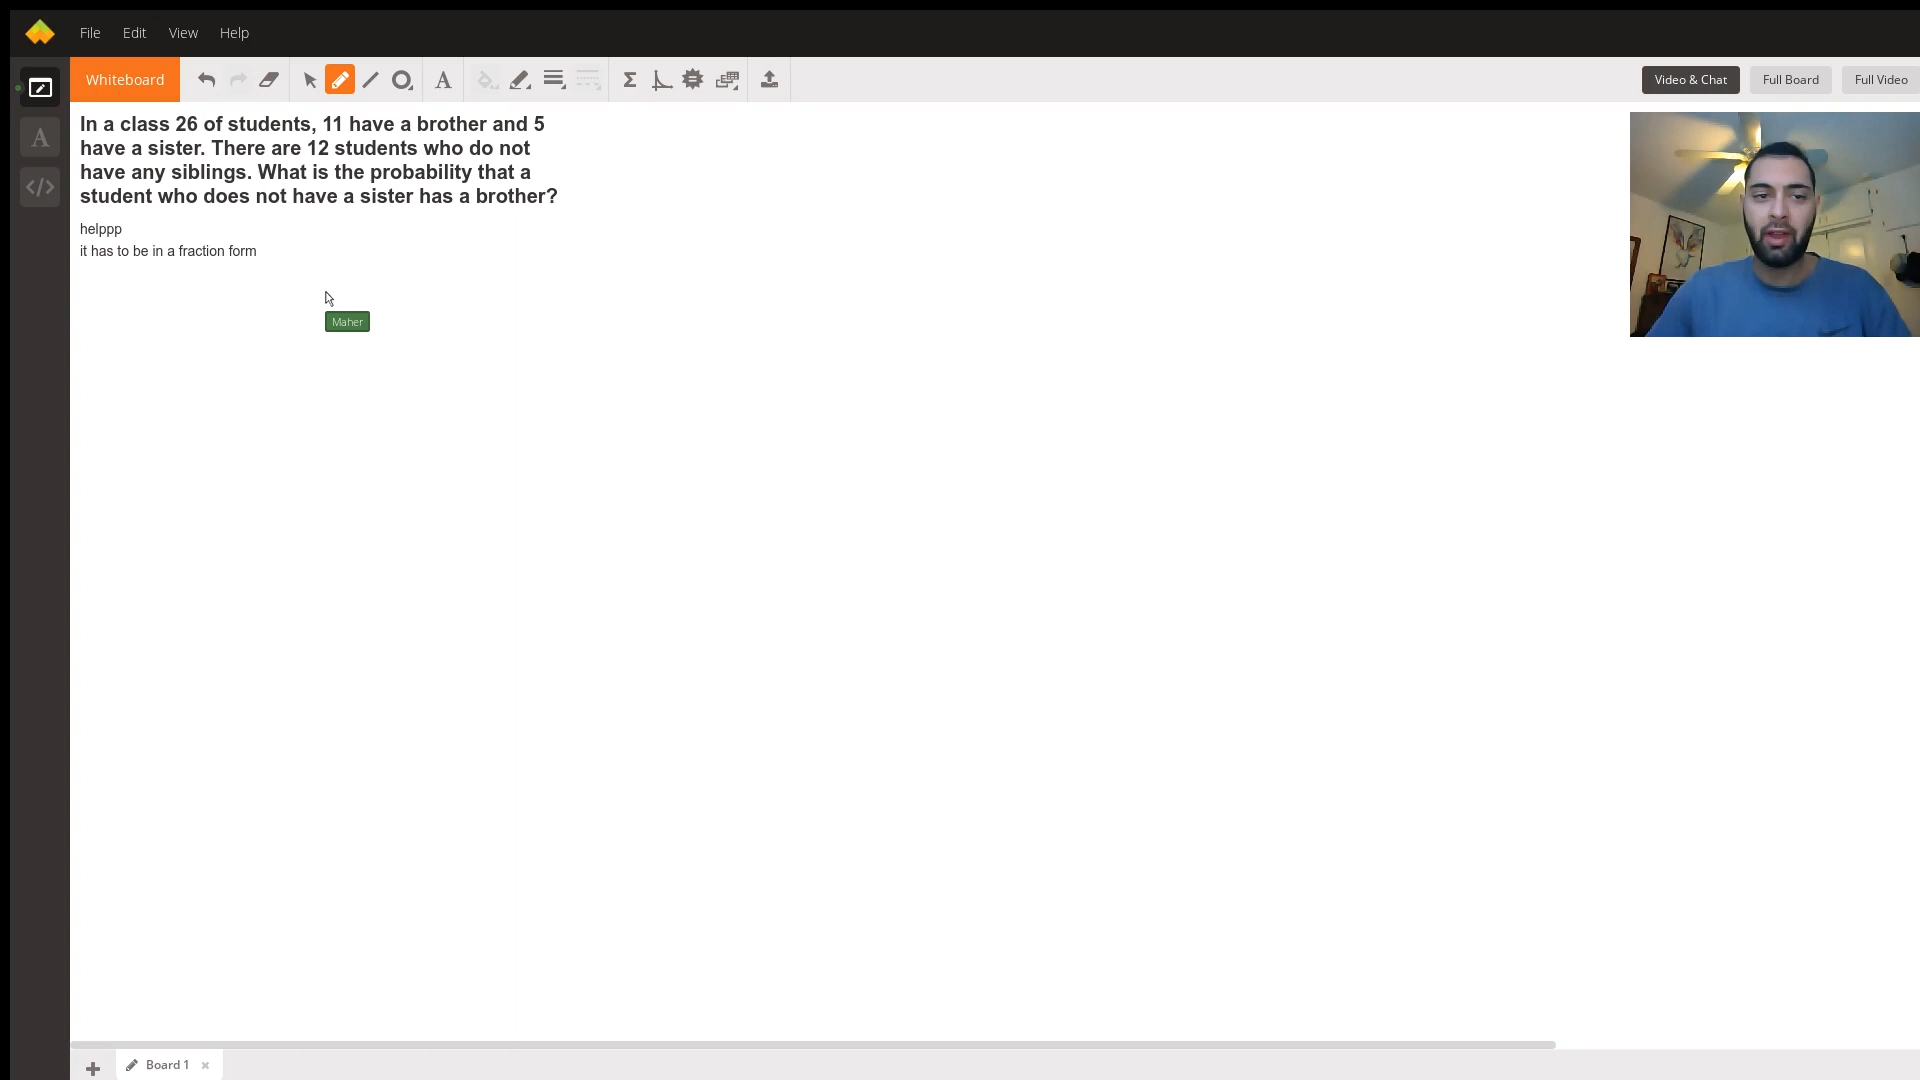 File Edit View Help
Whiteboard
Video & Chat Full Board Full Video
In a class 26 of students, 11 have a brother and 5
have a sister. There are 12 students who do not
have any siblings. What is the probability that a
student who does not have a sister has a brother?
helppp
it has to be in a fraction form
Maher
Board 1